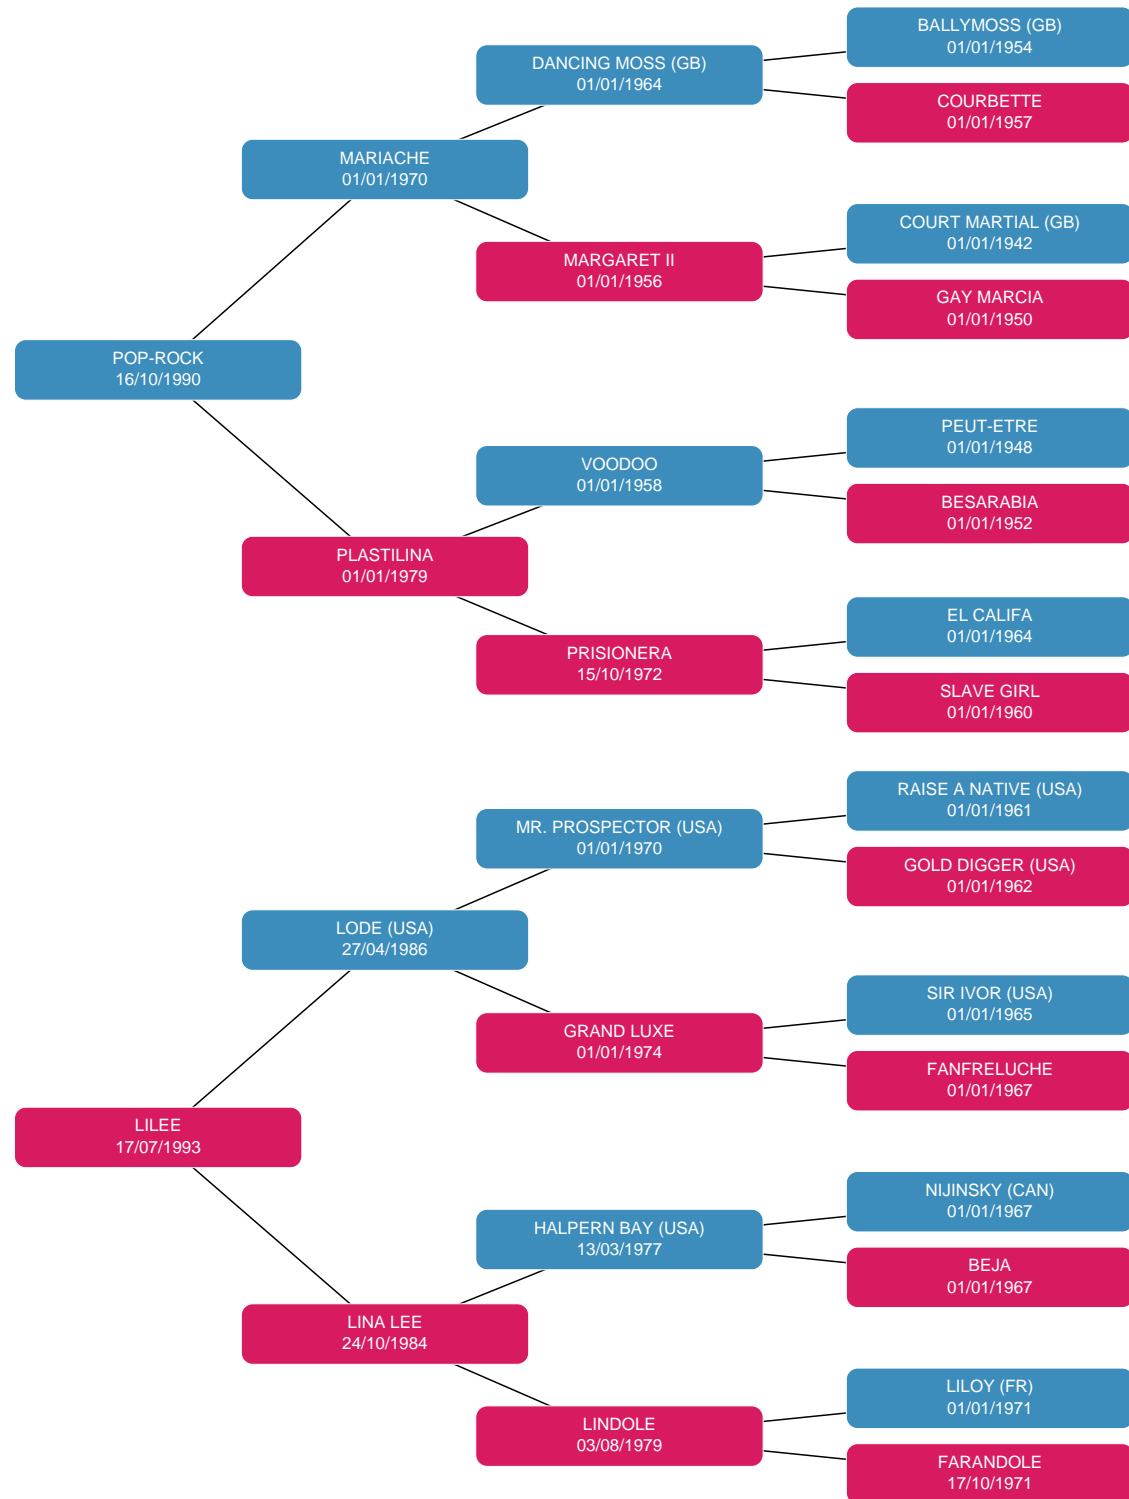 BALLYMOSS (GB)
01/01/1954
DANCING MOSS (GB)
01/01/1964
COURBETTE
01/01/1957
MARIACHE
01/01/1970
COURT MARTIAL (GB)
01/01/1942
MARGARET II
01/01/1956
GAY MARCIA
01/01/1950
POP-ROCK
16/10/1990
PEUT-ETRE
01/01/1948
VOODOO
01/01/1958
BESARABIA
01/01/1952
PLASTILINA
01/01/1979
EL CALIFA
01/01/1964
PRISIONERA
15/10/1972
SLAVE GIRL
01/01/1960
RAISE A NATIVE (USA)
01/01/1961
MR. PROSPECTOR (USA)
01/01/1970
GOLD DIGGER (USA)
01/01/1962
LODE (USA)
27/04/1986
SIR IVOR (USA)
01/01/1965
GRAND LUXE
01/01/1974
FANFRELUCHE
01/01/1967
LILEE
17/07/1993
NIJINSKY (CAN)
01/01/1967
HALPERN BAY (USA)
13/03/1977
BEJA
01/01/1967
LINA LEE
24/10/1984
LILOY (FR)
01/01/1971
LINDOLE
03/08/1979
FARANDOLE
17/10/1971